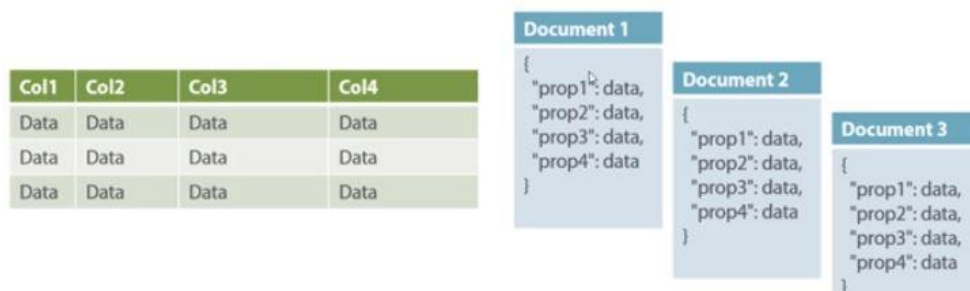 Col1 Col2 Col3 Col4
Data Data Data Data
Data Data Data Data
Data Data Data Data
Document 1
{
"prop1": data,
"prop2": data,
"prop3": data,
"prop4": data
}
Document 2
{
"prop1": data,
"prop2": data,
"prop3": data,
"prop4": data
}
Document 3
{
"prop1": data,
"prop2": data,
"prop3": data,
"prop4": data
}